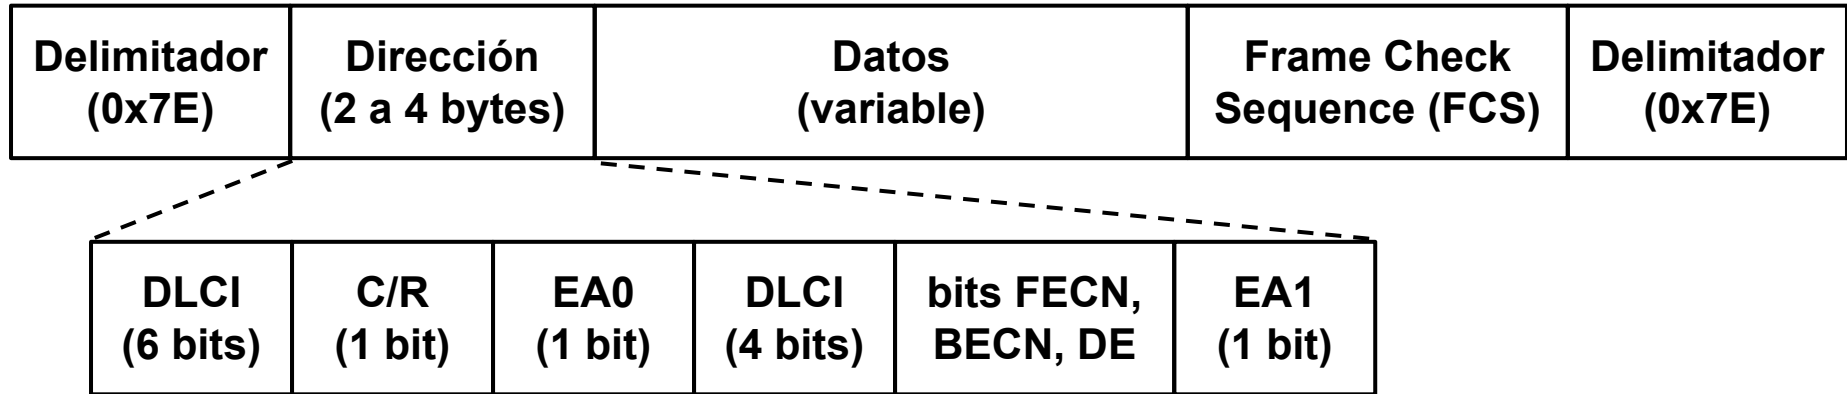 Delimitador
(0x7E)
Dirección
(2 a 4 bytes)
Datos
(variable)
Frame Check
Sequence (FCS)
Delimitador
(0x7E)
DLCI
(6 bits)
C/R
(1 bit)
EA0
(1 bit)
DLCI
(4 bits)
bits FECN,
BECN, DE
EA1
(1 bit)